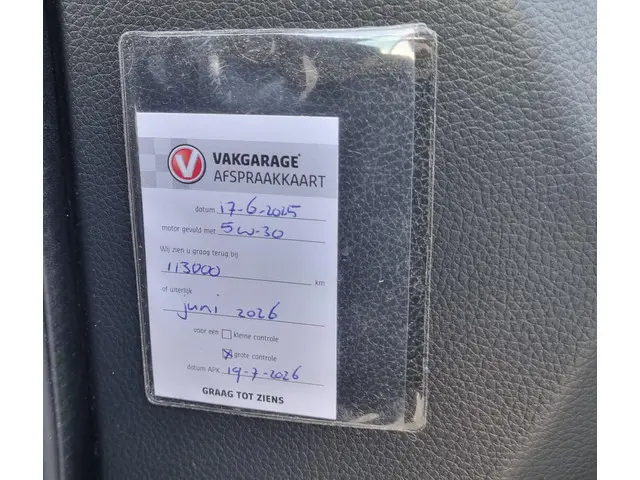 V
VAKGARAGE®
AFSPRAAKKAART
datum 17-6-2025
motor gevuld met 5W-30
Wij zien u graag terug bij
113000 km
of uiterlijk
juni 2026
voor een kleine controle
grote controle
datum APK 19-7-2026
GRAAG TOT ZIENS